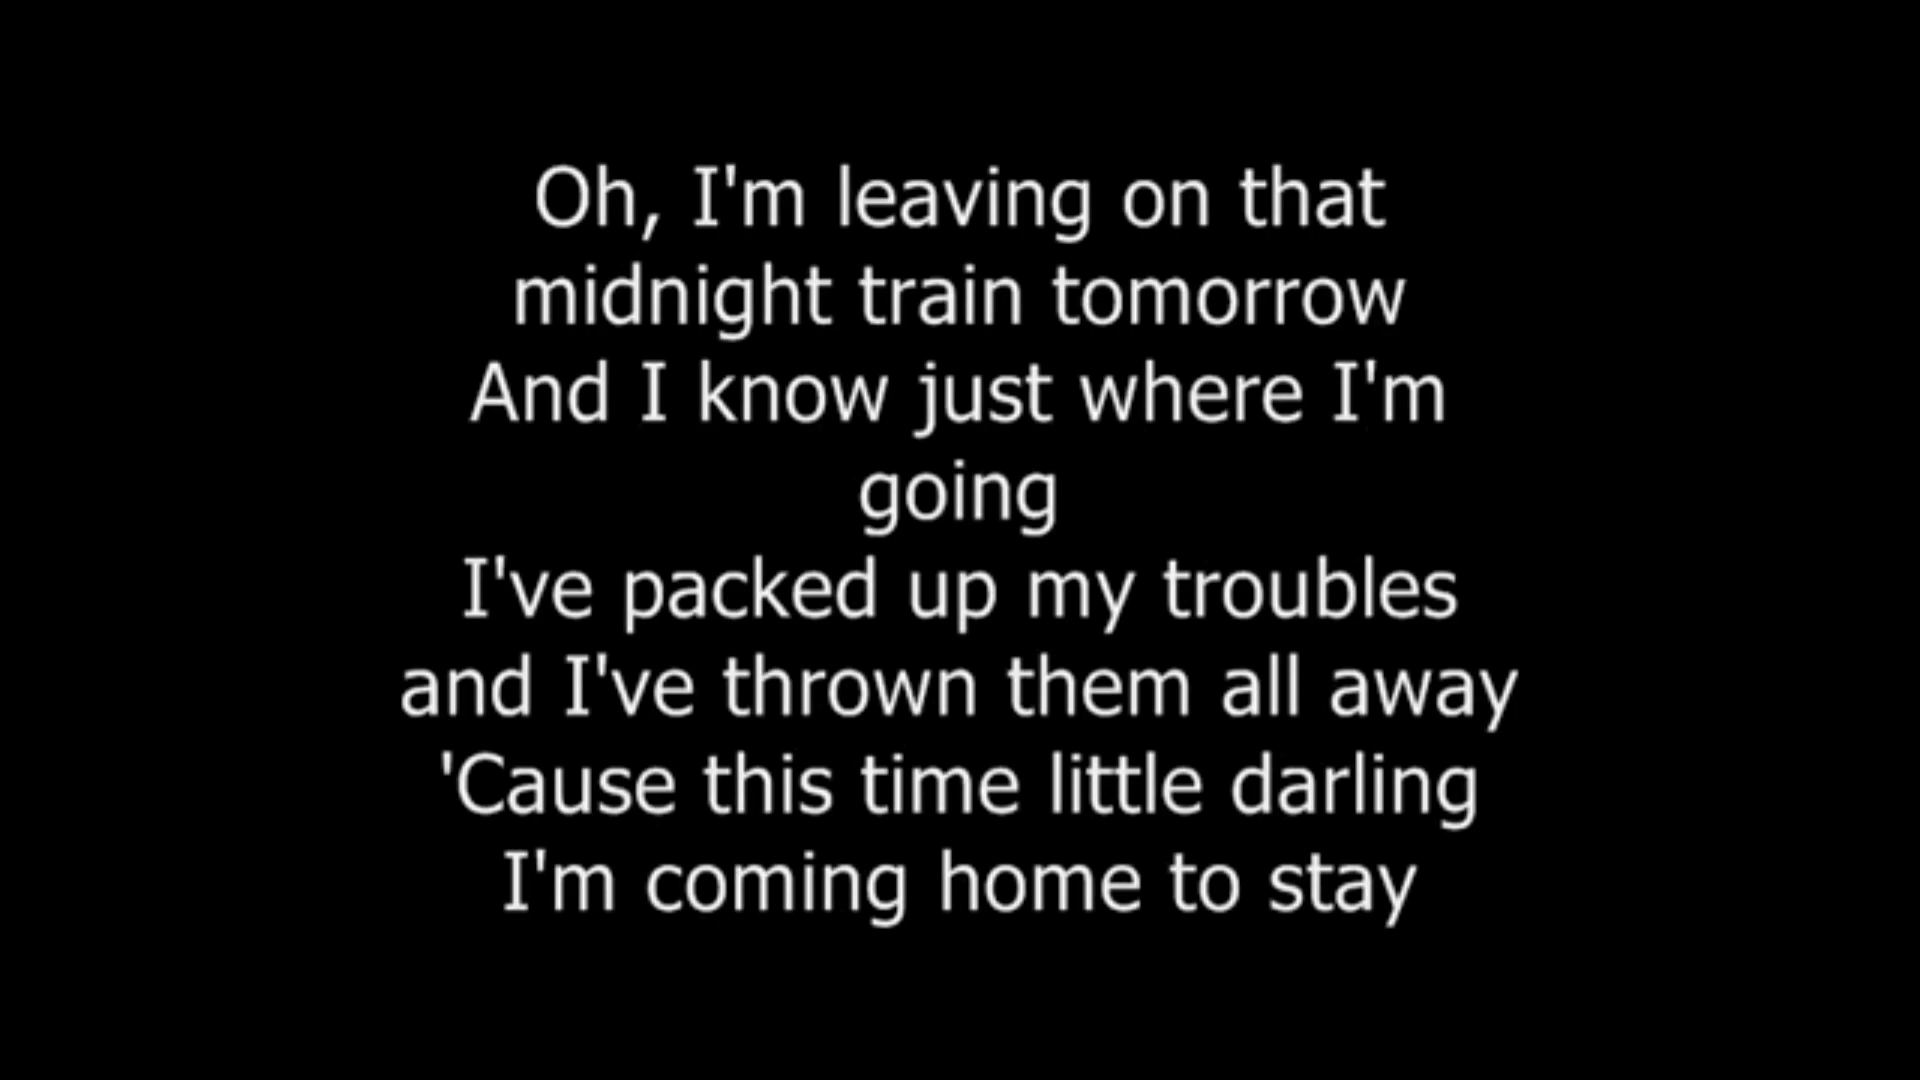 Oh, I'm leaving on that
midnight train tomorrow
And I know just where I'm
going
I've packed up my troubles
and I've thrown them all away
'Cause this time little darling
I'm coming home to stay